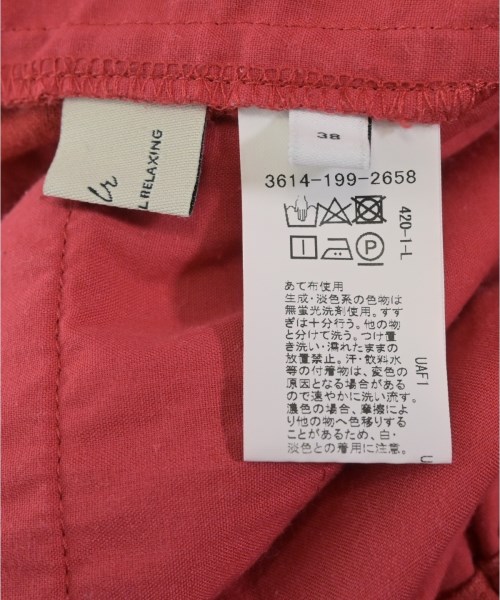 lr
L RELAXING
38
3614-199-2658
420-1-L
P
あて布使用
生成・淡色系の色物は
無蛍光洗剤使用。すす
ぎは十分行う。他の物
と分けて洗う。つけ置
き洗い・濡れたままの
放置禁止。汗・飲料水
等の付着物は、変色の
原因となる場合がある
ので速やかに洗い流す。
濃色の場合、摩擦によ
り他の物へ色移りする
ことがあるため、白・
淡色との着用に注意。
UAF1
U